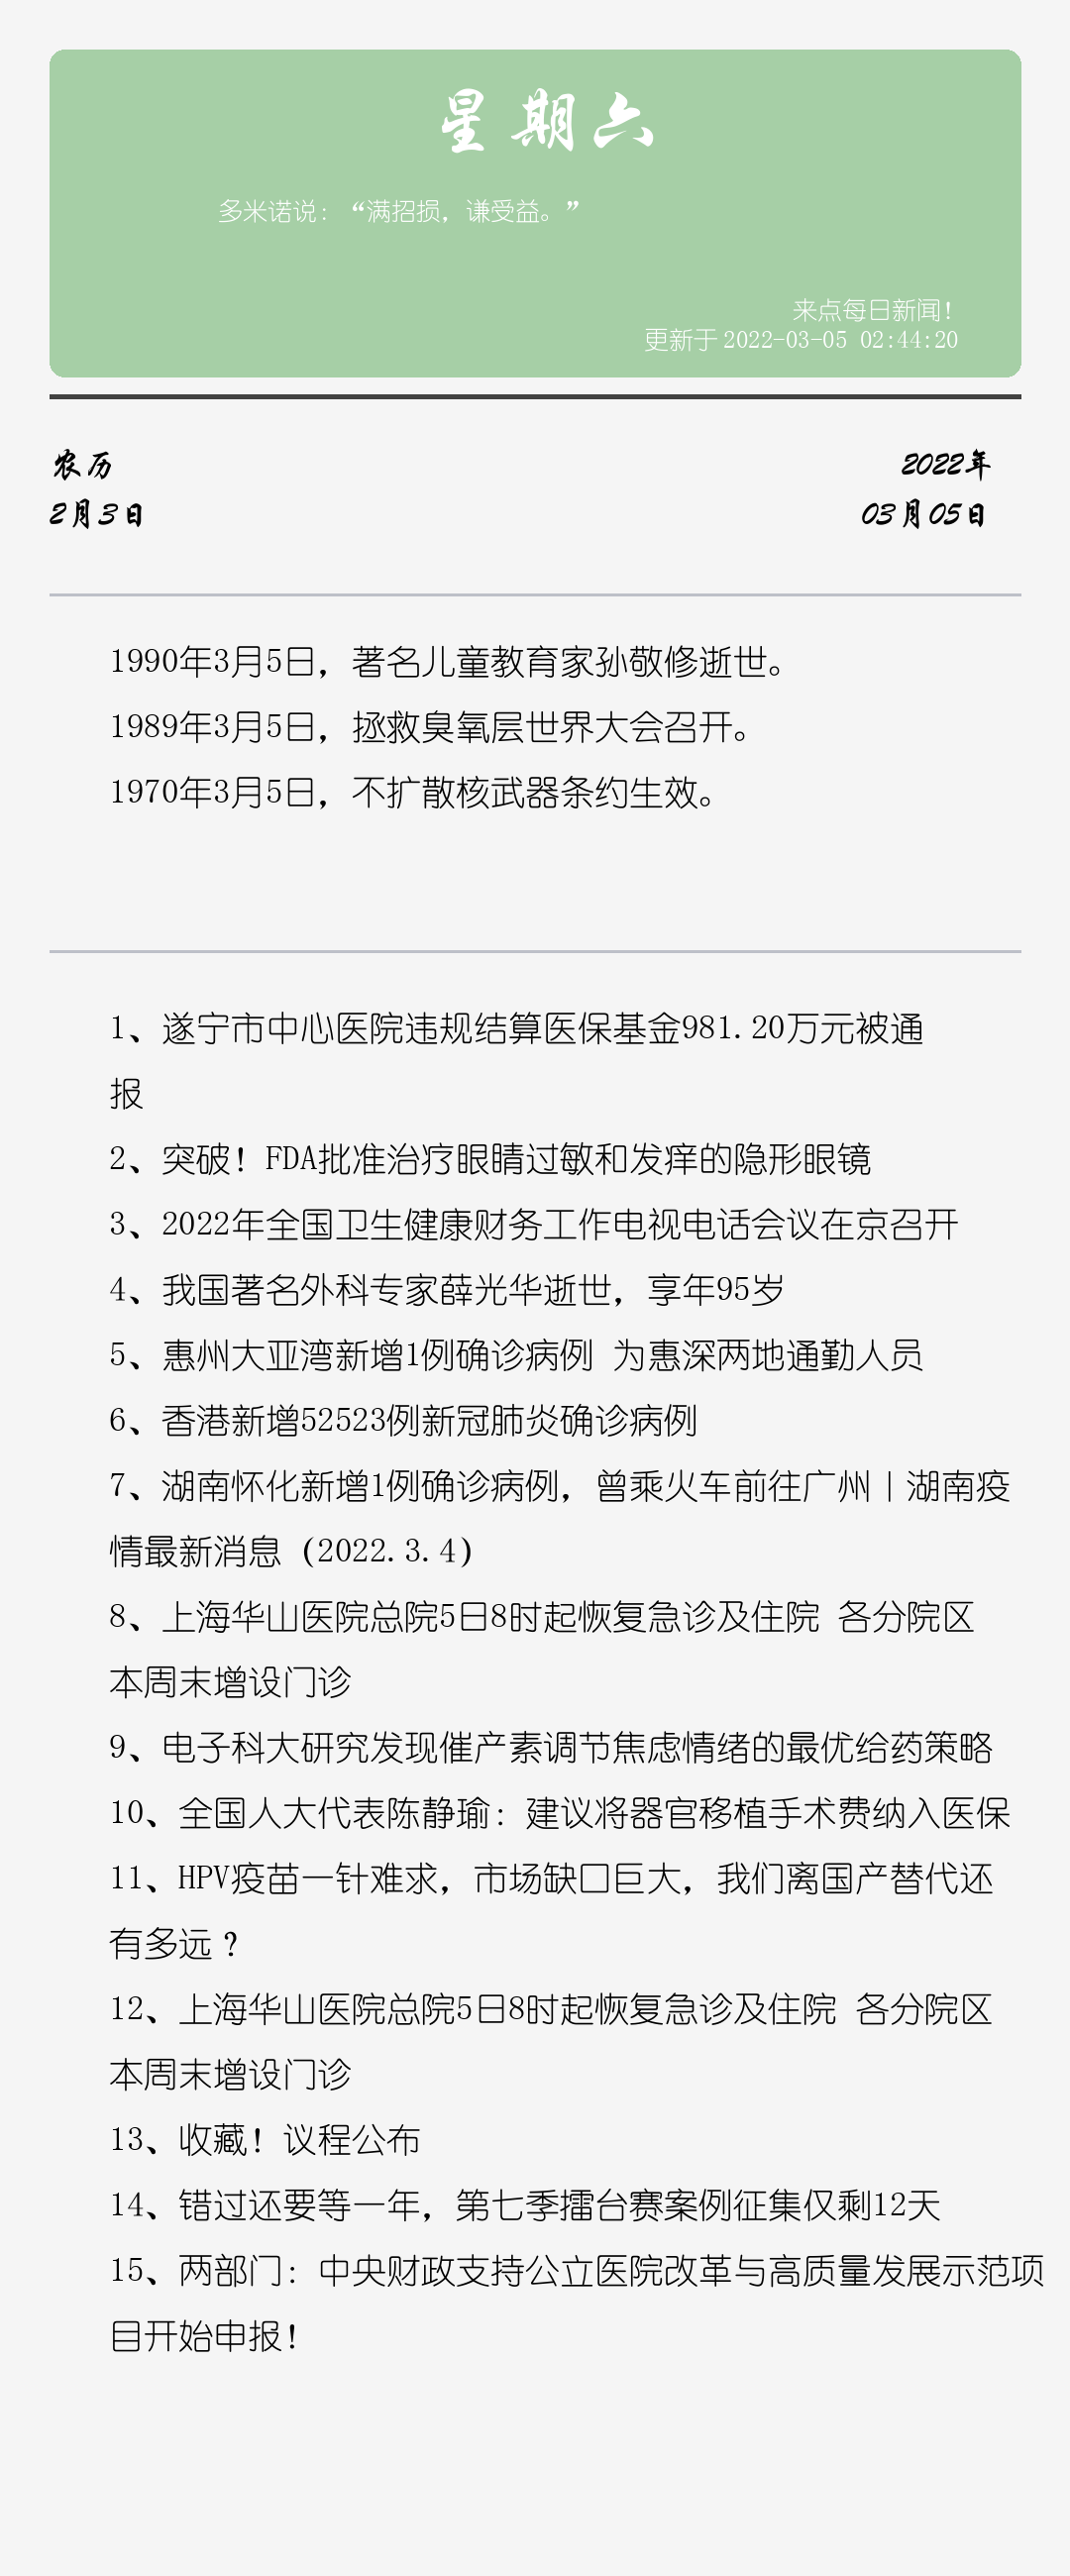 星期六
多米诺说：“满招损，谦受益。”
来点每日新闻！
更新于 2022-03-05 02:44:20
农历
2022年
2月3日
03月05日
1990年3月5日，著名儿童教育家孙敬修逝世。
1989年3月5日，拯救臭氧层世界大会召开。
1970年3月5日，不扩散核武器条约生效。
1、遂宁市中心医院违规结算医保基金981.20万元被通
报
2、突破！FDA批准治疗眼睛过敏和发痒的隐形眼镜
3、2022年全国卫生健康财务工作电视电话会议在京召开
4、我国著名外科专家薛光华逝世，享年95岁
5、惠州大亚湾新增1例确诊病例 为惠深两地通勤人员
6、香港新增52523例新冠肺炎确诊病例
7、湖南怀化新增1例确诊病例，曾乘火车前往广州丨湖南疫
情最新消息（2022.3.4）
8、上海华山医院总院5日8时起恢复急诊及住院 各分院区
本周末增设门诊
9、电子科大研究发现催产素调节焦虑情绪的最优给药策略
10、全国人大代表陈静瑜：建议将器官移植手术费纳入医保
11、HPV疫苗一针难求，市场缺口巨大，我们离国产替代还
有多远？
12、上海华山医院总院5日8时起恢复急诊及住院 各分院区
本周末增设门诊
13、收藏！议程公布
14、错过还要等一年，第七季擂台赛案例征集仅剩12天
15、两部门：中央财政支持公立医院改革与高质量发展示范项
目开始申报！